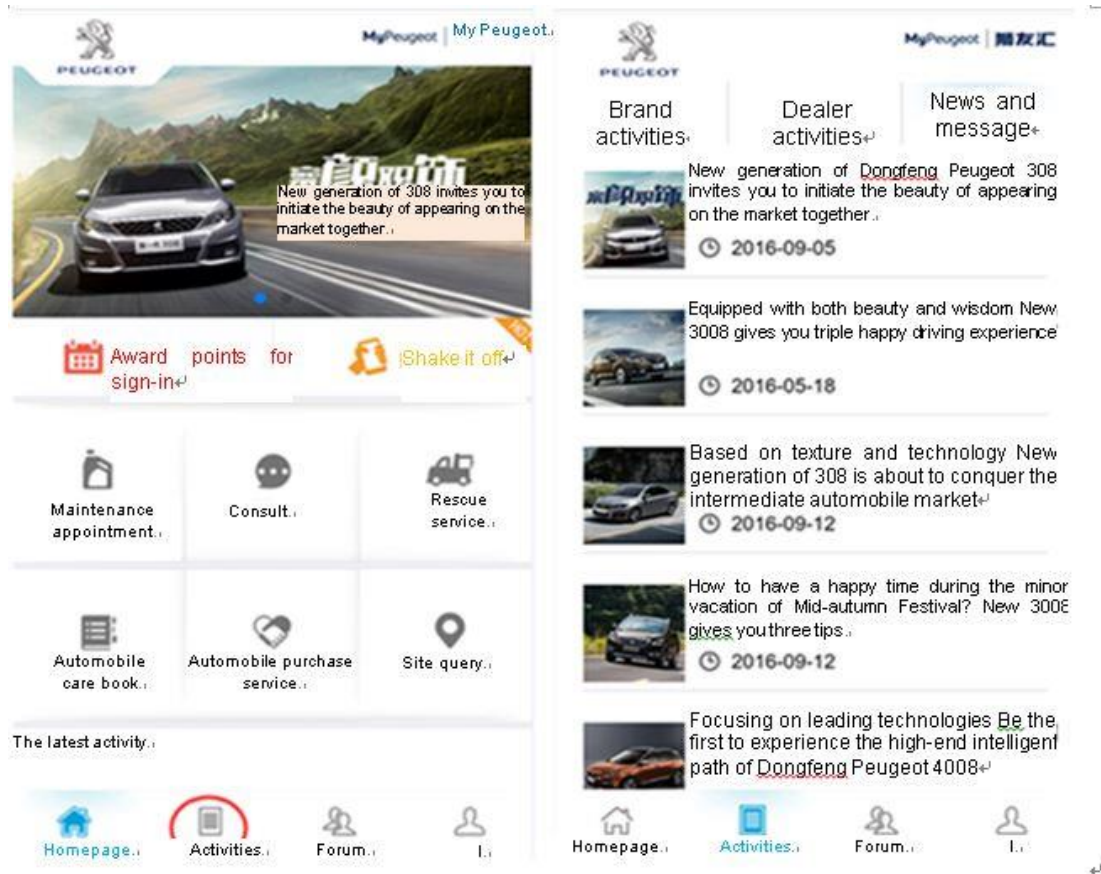 PEUGEOT
MyPeugeot | My Peugeot
New generation of 308 invites you to
initiate the beauty of appearing on the
market together.
HOT
Award points for
sign-in
Shake it off
Maintenance
appointment.
Consult.
Rescue
service.
Automobile
care book.
Automobile purchase
service.
Site query.
The latest activity.
Homepage.
Activities.
Forum.
I.
PEUGEOT
MyPeugeot | 狮友汇
Brand
activities
Dealer
activities
News and
message
New generation of Dongfeng Peugeot 308
invites you to initiate the beauty of appearing
on the market together.
2016-09-05
Equipped with both beauty and wisdom New
3008 gives you triple happy driving experience
2016-05-18
Based on texture and technology New
generation of 308 is about to conquer the
intermediate automobile market
2016-09-12
How to have a happy time during the minor
vacation of Mid-autumn Festival? New 3008
gives you three tips.
2016-09-12
Focusing on leading technologies Be the
first to experience the high-end intelligent
path of Dongfeng Peugeot 4008
Homepage.
Activities.
Forum.
I.